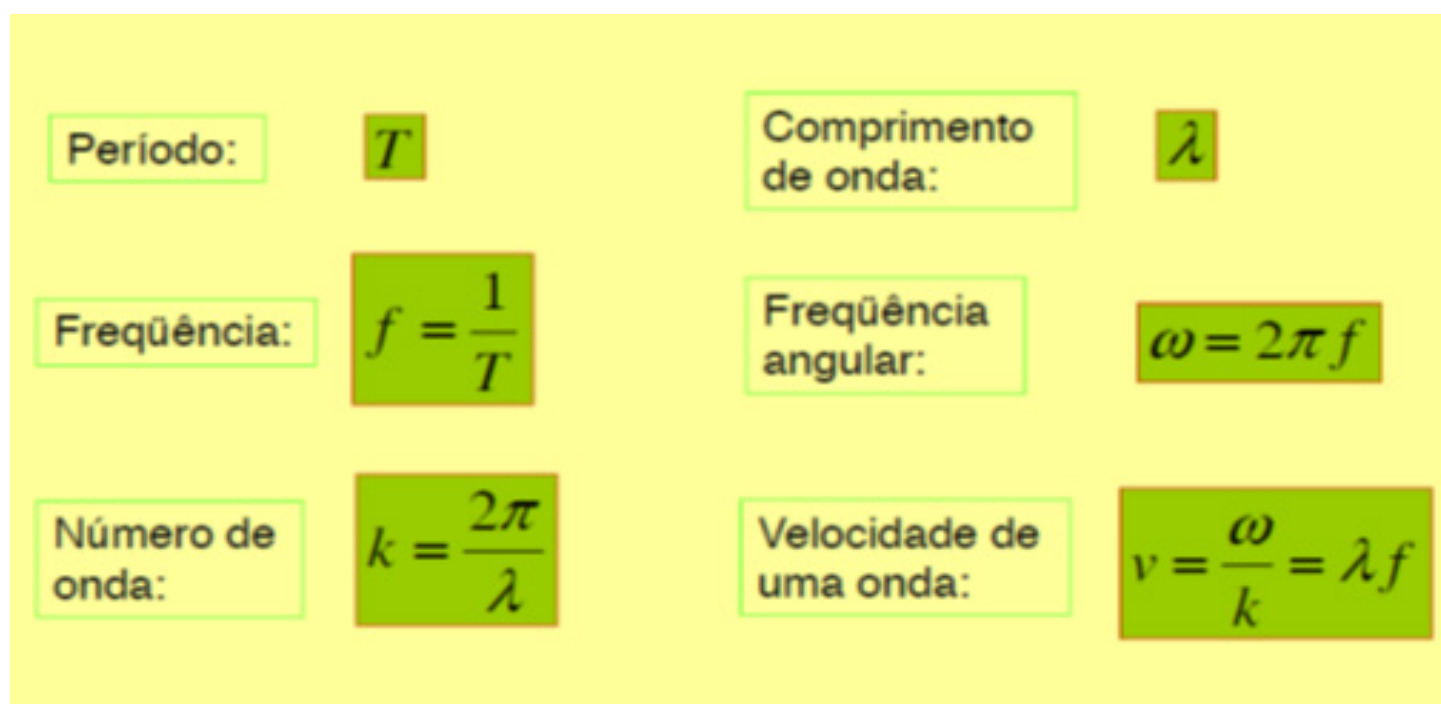 Período: T
Comprimento
de onda: λ
Freqüência: f = 1/T
Freqüência
angular: ω = 2π f
Número de
onda: k = 2π/λ
Velocidade de
uma onda: v = ω/k = λ f